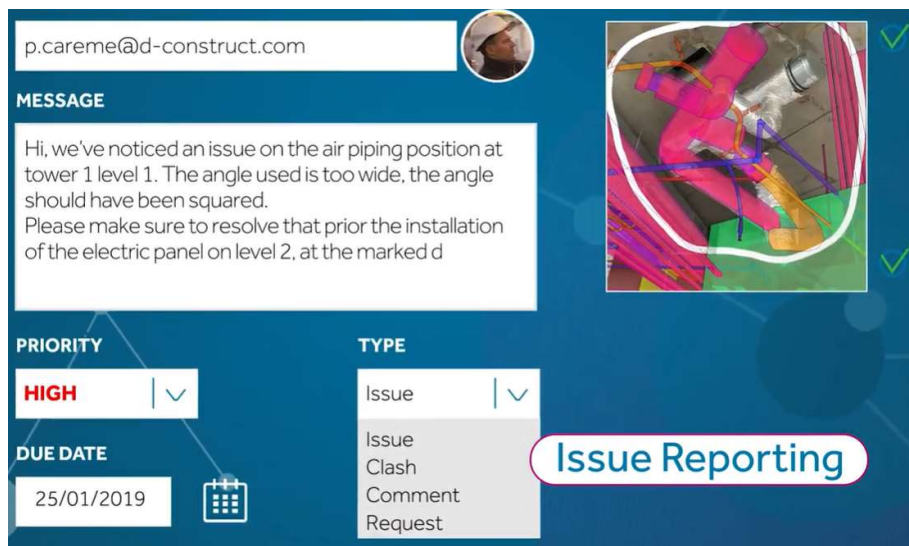 p.careme@d-construct.com
MESSAGE
Hi, we've noticed an issue on the air piping position at
tower 1 level 1. The angle used is too wide, the angle
should have been squared.
Please make sure to resolve that prior the installation
of the electric panel on level 2, at the marked d
PRIORITY
HIGH
TYPE
Issue
Issue
Clash
Comment
Request
DUE DATE
25/01/2019
Issue Reporting